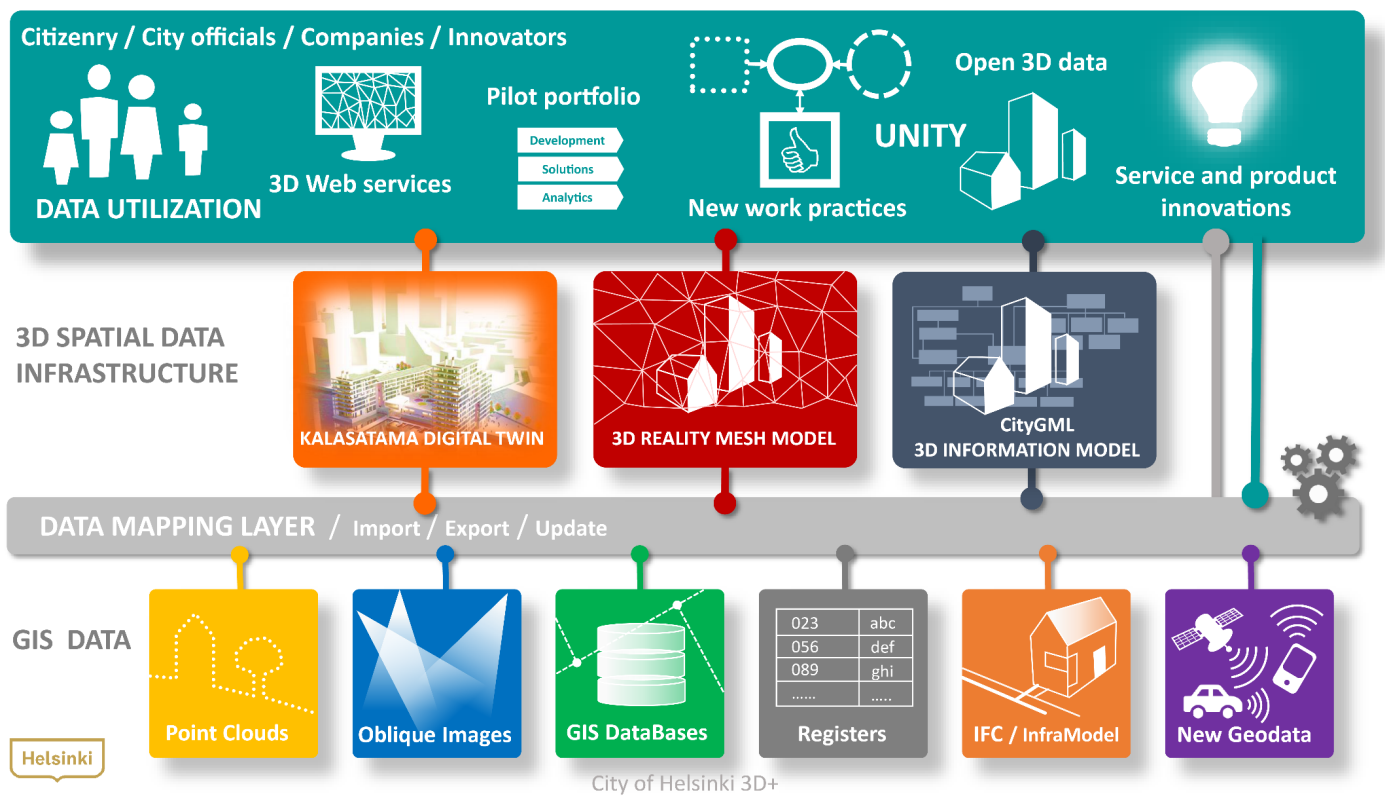 Citizenry / City officials / Companies / Innovators
DATA UTILIZATION
3D Web services
Pilot portfolio
Development
Solutions
Analytics
New work practices
UNITY
Open 3D data
Service and product
innovations
3D SPATIAL DATA
INFRASTRUCTURE
KALASATAMA DIGITAL TWIN
3D REALITY MESH MODEL
CityGML
3D INFORMATION MODEL
DATA MAPPING LAYER / Import / Export / Update
GIS DATA
Point Clouds
Oblique Images
GIS DataBases
023 abc
056 def
089 ghi
...... .....
Registers
IFC / InfraModel
New Geodata
Helsinki
City of Helsinki 3D+